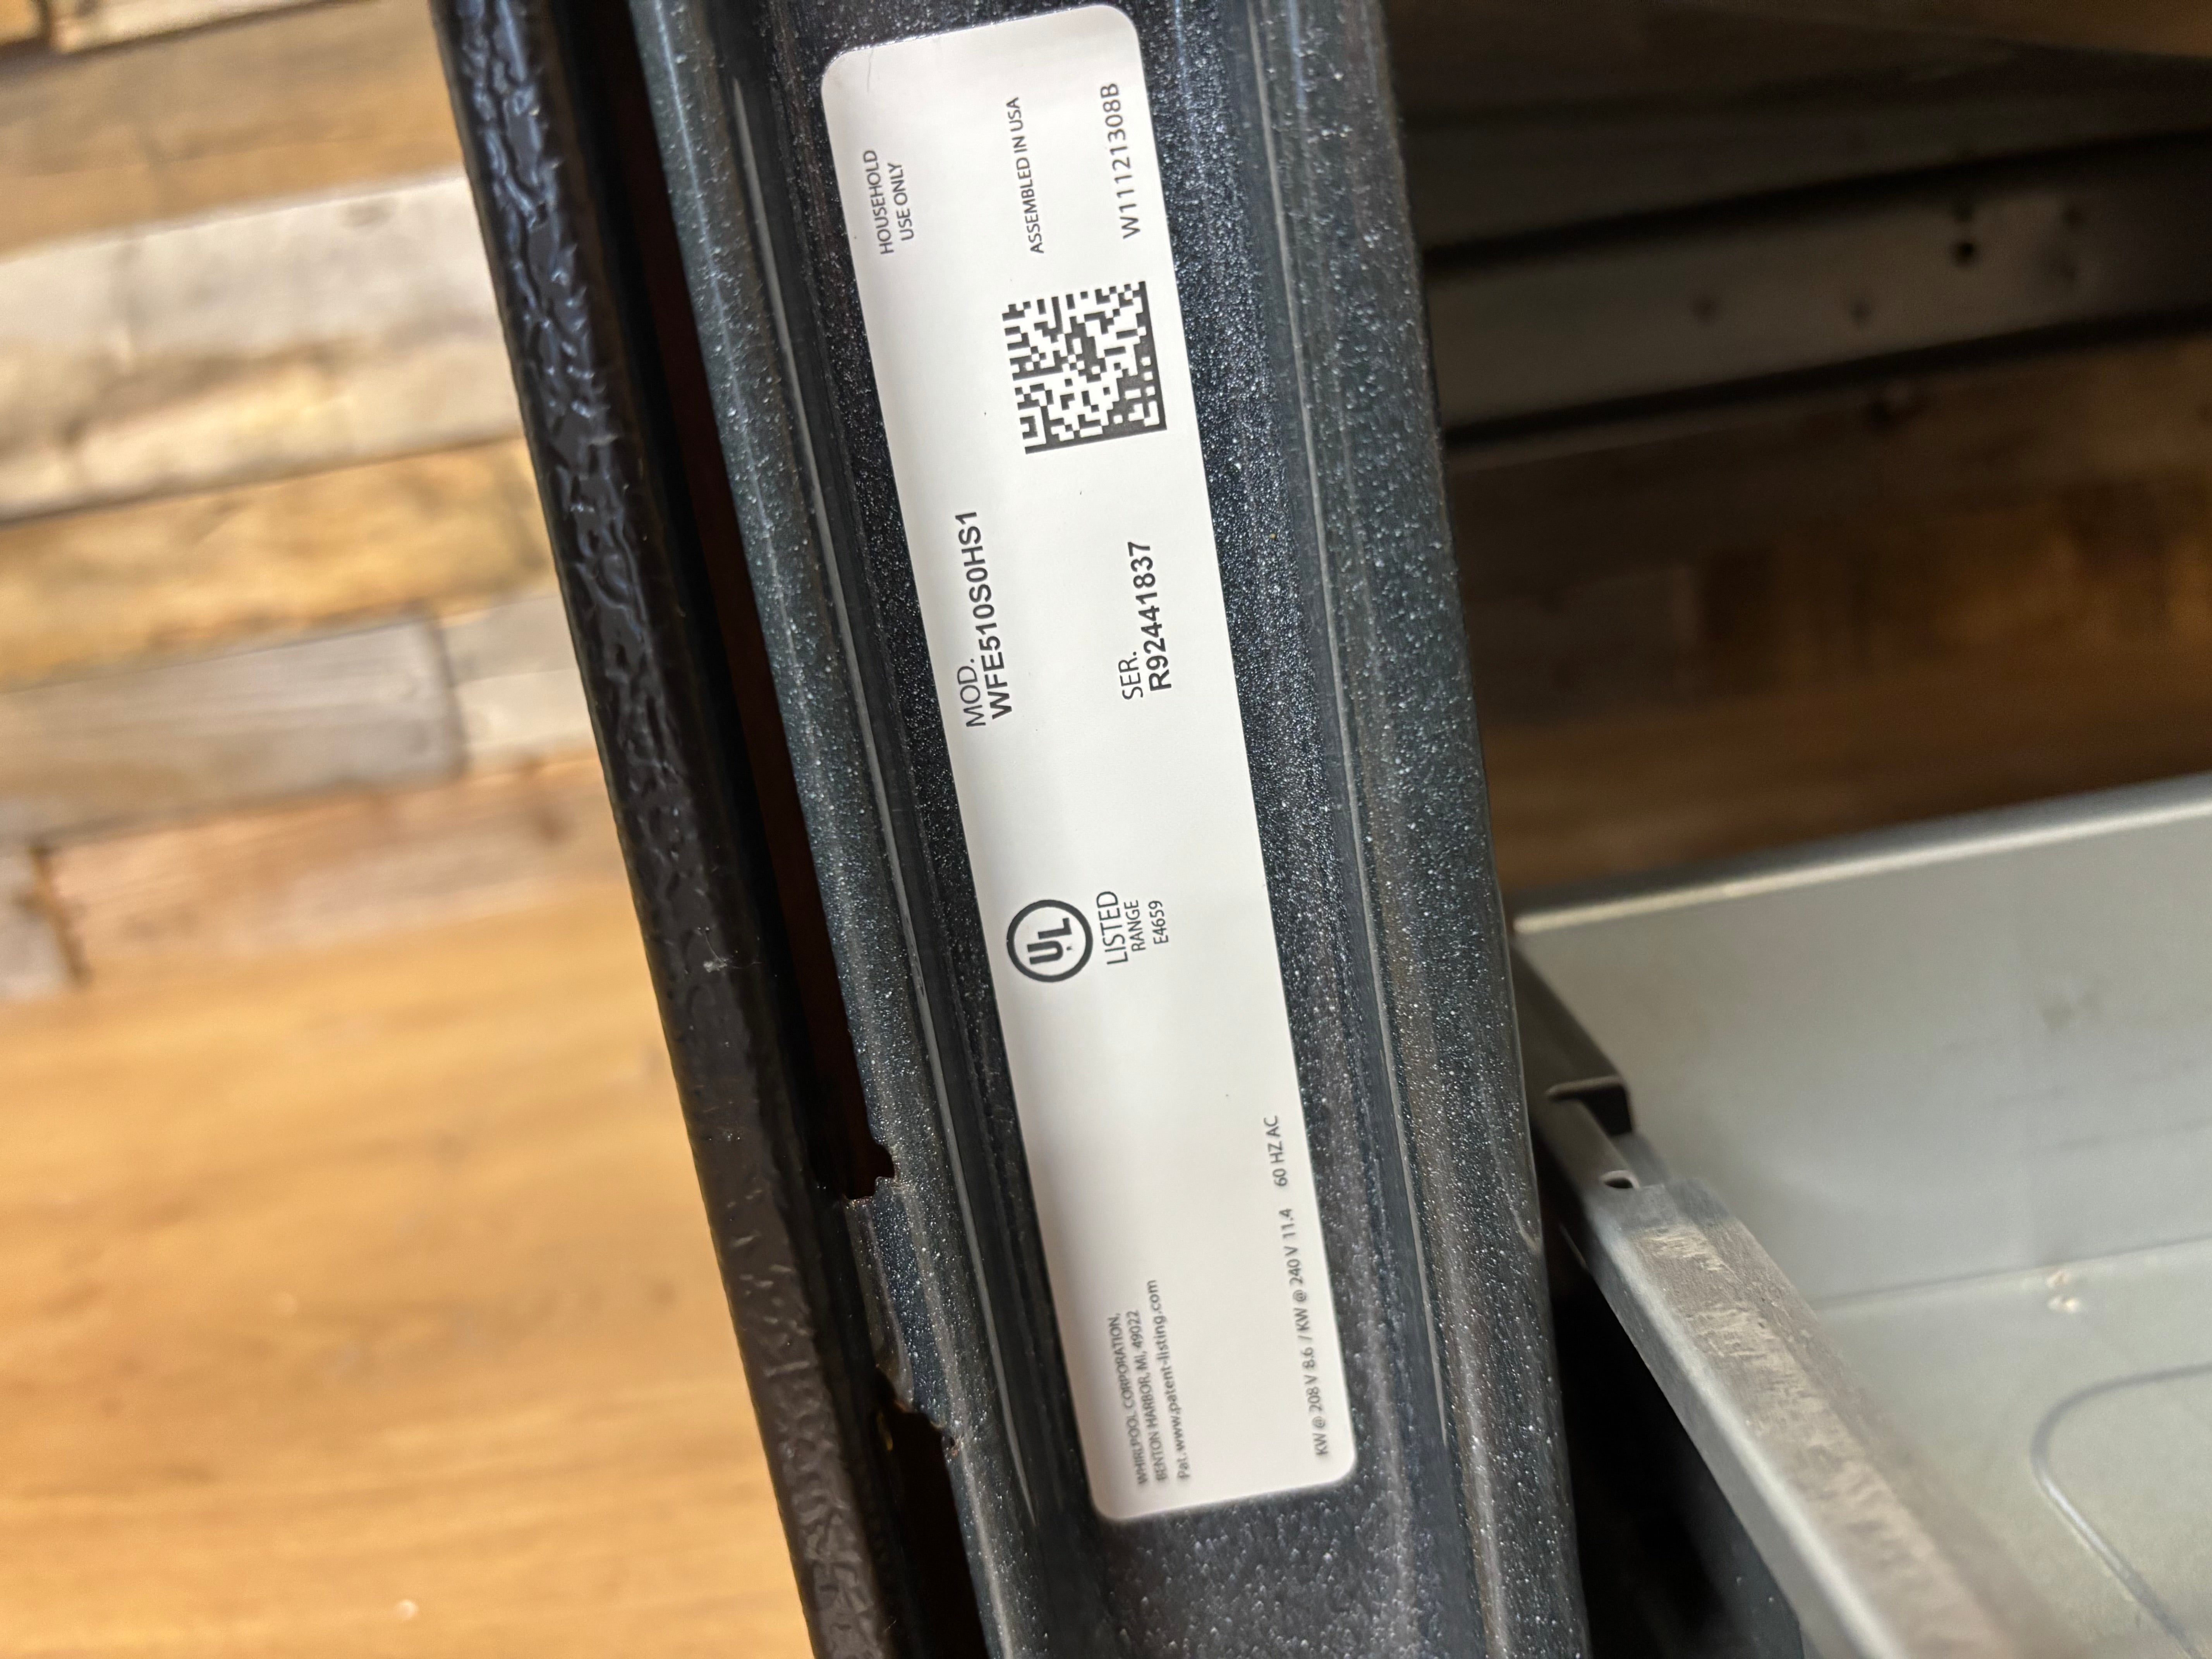 WHIRLPOOL CORPORATION,
BENTON HARBOR, MI, 49022
Pat. www.patent-listing.com
KW @ 208 V 8.6 / KW @ 240 V 11.4 60 HZ AC
UL
LISTED
RANGE
E4659
MOD.
WFE510S0HS1
SER.
R92441837
HOUSEHOLD
USE ONLY
ASSEMBLED IN USA
W11121308B